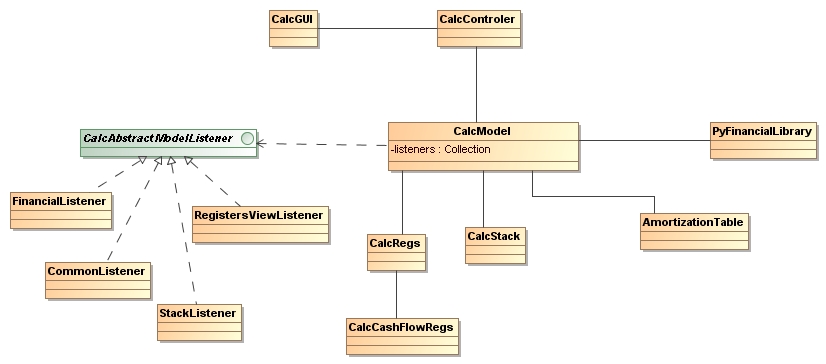 CalcGUI
CalcControler
CalcAbstractModelListener
CalcModel
-listeners : Collection
PyFinancialLibrary
FinancialListener
RegistersViewListener
CalcRegs
CalcStack
AmortizationTable
CommonListener
StackListener
CalcCashFlowRegs